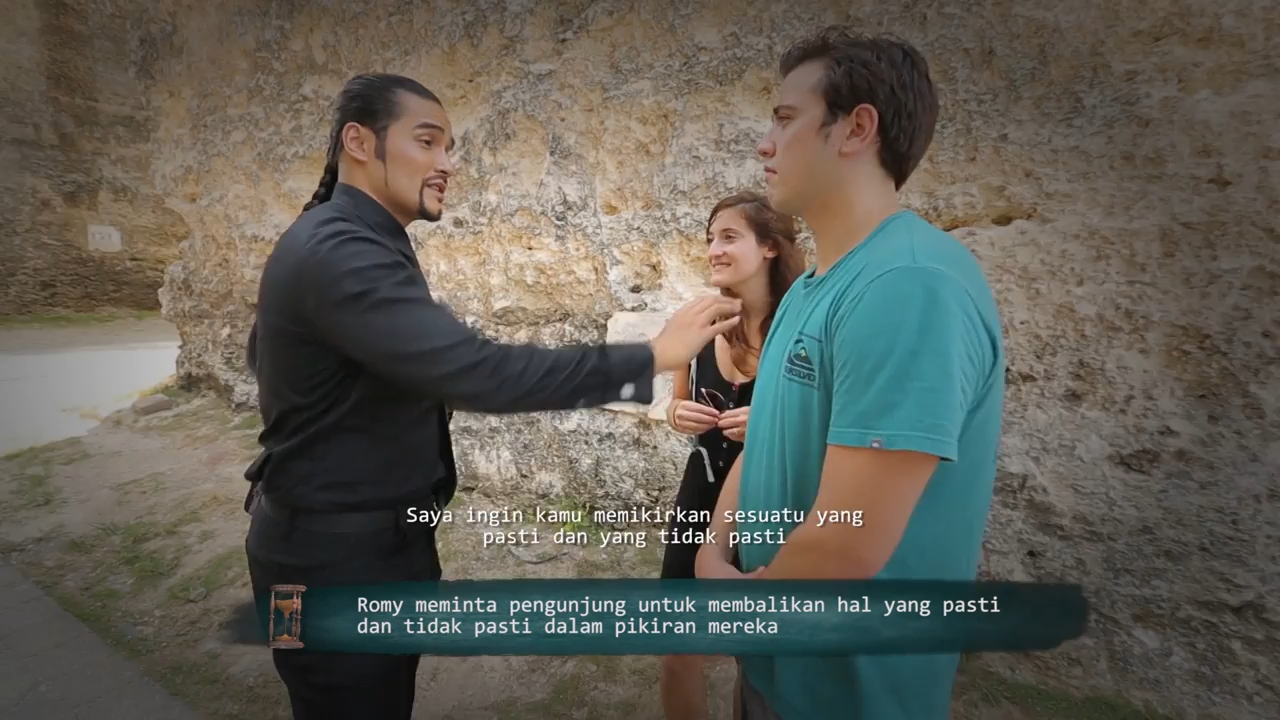 Saya ingin kamu memikirkan sesuatu yang
pasti dan yang tidak pasti
Romy meminta pengunjung untuk membalikan hal yang pasti
dan tidak pasti dalam pikiran mereka